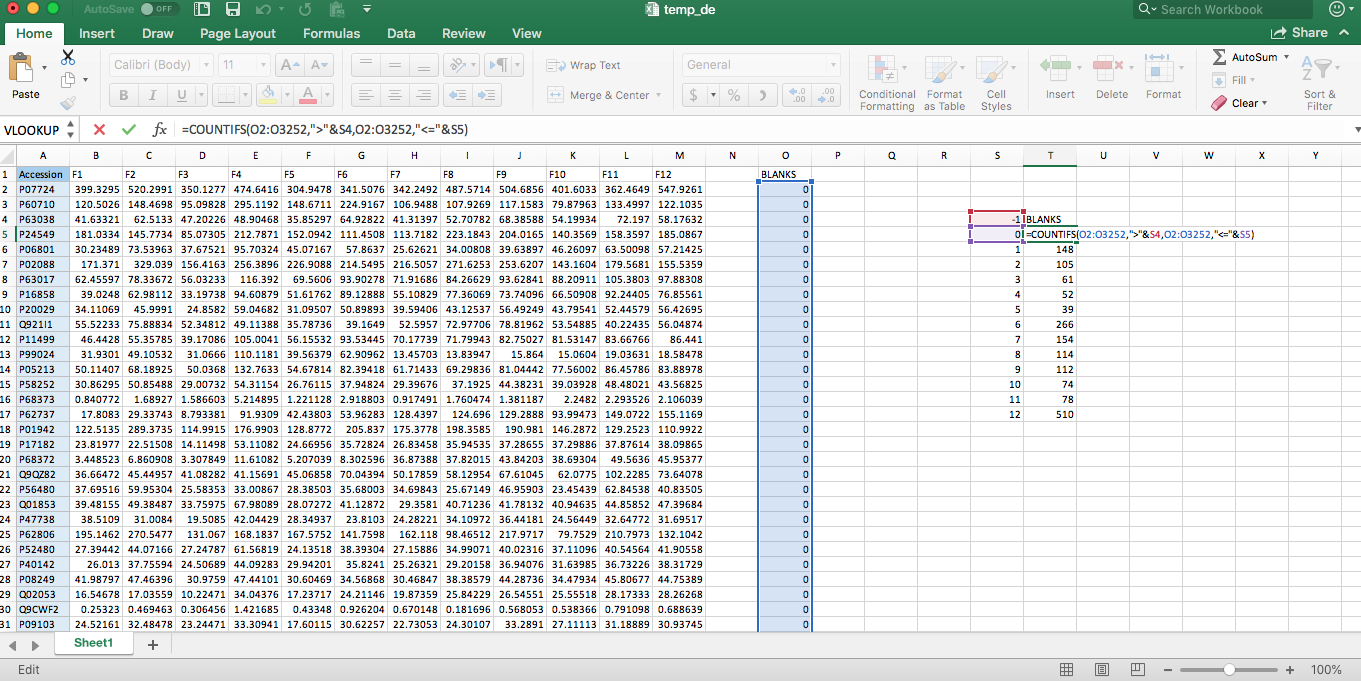 AutoSave OFF temp_de Search Workbook
Home Insert Draw Page Layout Formulas Data Review View Share
Calibri (Body) 11 A A Wrap Text General AutoSum
Fill
Paste B I U A Merge & Center $ % Conditional Formatting Format as Table Cell Styles Insert Delete Format Clear Sort & Filter
VLOOKUP fx =COUNTIFS(O2:O3252,">"&S4,O2:O3252,"<="&S5)
A B C D E F G H I J K L M N O P Q R S T U V W X Y
1 Accession F1 F2 F3 F4 F5 F6 F7 F8 F9 F10 F11 F12 BLANKS
2 P07724 399.3295 520.2991 350.1277 474.6416 304.9478 341.5076 342.2492 487.5714 504.6856 401.6033 362.4649 547.9261 0
3 P60710 120.5026 148.4698 95.09828 295.1192 148.6711 224.9167 106.9488 107.9269 117.1583 79.87963 133.4997 122.1035 0
4 P63038 41.63321 62.5133 47.20226 48.90468 35.85297 64.92822 41.31397 52.70782 68.38588 54.19934 72.197 58.17632 0 -1 BLANKS
5 P24549 181.0334 145.7734 85.07305 212.7871 152.0942 111.4508 113.7182 223.1843 204.0165 140.3569 158.3597 185.0867 0 0 =COUNTIFS(O2:O3252,">"&S4,O2:O3252,"<="&S5)
6 P06801 30.23489 73.53963 37.67521 95.70324 45.07167 57.8637 25.62621 34.00808 39.63897 46.26097 63.50098 57.21425 0 1 148
7 P02088 171.371 329.039 156.4163 256.3896 226.9088 214.5495 216.5057 271.6253 253.6207 143.1604 179.5681 155.5359 0 2 105
8 P63017 62.45597 78.33672 56.03233 116.392 69.5606 93.90278 71.91686 84.26629 93.62841 88.20911 105.3803 97.88308 0 3 61
9 P16858 39.0248 62.98112 33.19738 94.60879 51.61762 89.12888 55.10829 77.36069 73.74096 66.50908 92.24405 76.85561 0 4 52
10 P20029 34.11069 45.9991 24.8582 59.04682 31.09507 50.89893 39.59406 43.12537 56.49249 43.79541 52.44579 56.42695 0 5 39
11 Q921I1 55.52233 75.88834 52.34812 49.11388 35.78736 39.1649 52.5957 72.97706 78.81962 53.54885 40.22435 56.04874 0 6 266
12 P11499 46.4428 55.35785 39.17086 105.0041 56.15532 93.53445 70.17739 71.79943 82.75027 81.53147 83.66766 86.441 0 7 154
13 P99024 31.9301 49.10532 31.0666 110.1181 39.56379 62.90962 13.45703 13.83947 15.864 15.0604 19.03631 18.58478 0 8 114
14 P05213 50.11407 68.18925 50.0368 132.7633 54.67814 82.39418 61.71433 69.29836 81.04442 77.56002 86.45786 83.88978 0 9 112
15 P58252 30.86295 50.85488 29.00732 54.31154 26.76115 37.94824 29.39676 37.1925 44.38231 39.03928 48.48021 43.56825 0 10 74
16 P68373 0.840772 1.68927 1.586603 5.214895 1.221128 2.918803 0.917491 1.760474 1.381187 2.2482 2.293526 2.106039 0 11 78
17 P62737 17.8083 29.33743 8.793381 91.9309 42.43803 53.96283 128.4397 124.696 129.2888 93.99473 149.0722 155.1169 0 12 510
18 P01942 122.5135 289.3735 114.9915 176.9903 128.8772 205.837 175.3778 198.3585 190.981 146.2872 129.2523 110.9922 0
19 P17182 23.81977 22.51508 14.11498 53.11082 24.66956 35.72824 26.83458 35.94535 37.28655 37.29886 37.87614 38.09865 0
20 P68372 3.448523 6.860908 3.307849 11.61082 5.207039 8.302596 36.87388 37.82015 43.84203 38.69304 49.5636 45.95377 0
21 Q9QZ82 36.66472 45.44957 41.08282 41.15691 45.06858 70.04394 50.17859 58.12954 67.61045 62.0775 102.2285 73.64078 0
22 P56480 37.69516 59.95304 25.58353 33.00867 28.38503 35.68003 34.69843 25.67149 46.95903 23.45439 62.84538 40.83505 0
23 Q01853 39.48155 49.38487 33.75975 67.98089 28.07272 41.12872 29.3581 40.71236 41.78132 40.94635 44.85852 47.39684 0
24 P47738 38.5109 31.0084 19.5085 42.04429 28.34937 23.8103 24.28221 34.10972 36.44181 24.56449 32.64772 31.69517 0
25 P62806 195.1462 270.5477 131.067 168.1837 167.5752 141.7598 162.118 98.46512 217.9717 79.7529 210.7973 132.1042 0
26 P52480 27.39442 44.07166 27.24787 61.56819 24.13518 38.39304 27.15886 34.99071 40.02316 37.11096 40.54564 41.90558 0
27 P40142 26.013 37.75594 24.50689 44.09283 29.94201 35.8241 25.26321 29.20158 36.94076 31.63985 36.73226 38.31729 0
28 P08249 41.98797 47.46396 30.9759 47.44101 30.60469 34.56868 30.46847 38.38579 44.28736 34.47934 45.80677 44.75389 0
29 Q02053 16.54678 17.03559 10.22471 34.04376 17.23717 24.21146 19.87359 25.84229 26.54551 25.55518 28.17333 28.26268 0
30 Q9CWF2 0.25323 0.469463 0.306456 1.421685 0.43348 0.926204 0.670148 0.181696 0.568053 0.538366 0.791098 0.688639 0
31 P09103 24.52161 32.48478 23.24471 33.30941 17.60115 30.62257 22.73053 24.30107 33.2891 27.11113 31.18889 30.93745 0
Sheet1 +
Edit 100%